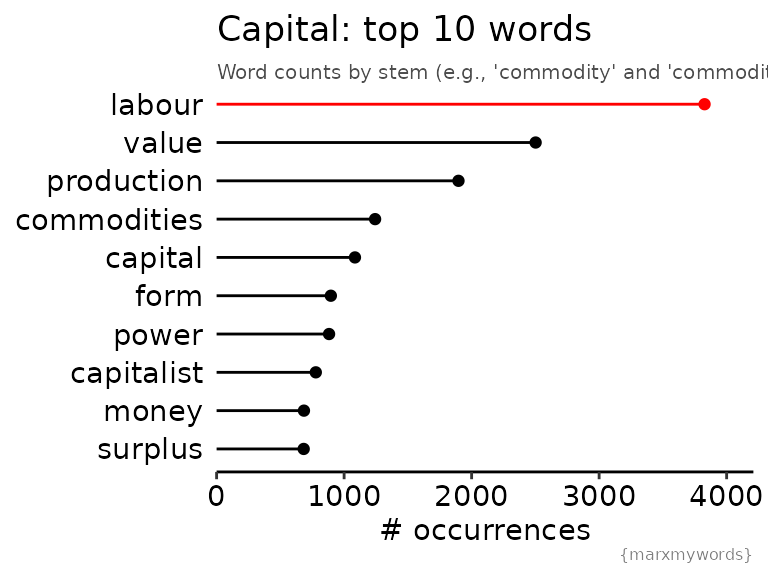 Capital: top 10 words
Word counts by stem (e.g., 'commodity' and 'commodit
labour
value
production
commodities
capital
form
power
capitalist
money
surplus
0 1000 2000 3000 4000
# occurrences
{marxmywords}